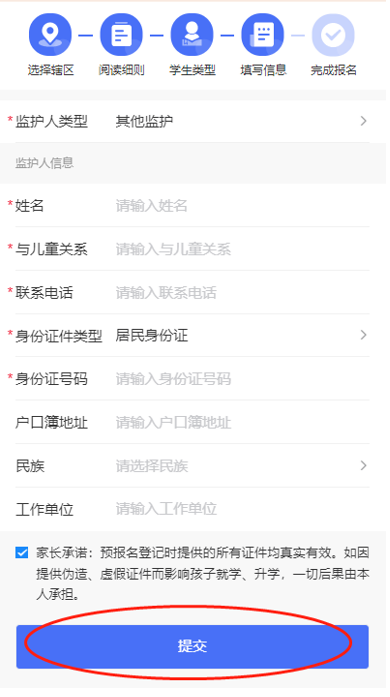 选择辖区 阅读细则 学生类型 填写信息 完成报名
*监护人类型 其他监护
监护人信息
*姓名 请输入姓名
*与儿童关系 请输入与儿童关系
*联系电话 请输入联系电话
*身份证件类型 居民身份证
*身份证号码 请输入身份证号码
户口簿地址 请输入户口簿地址
民族 请选择民族
工作单位 请输入工作单位
家长承诺：预报名登记时提供的所有证件均真实有效。如因
提供伪造、虚假证件而影响孩子就学、升学，一切后果由本
人承担。
提交